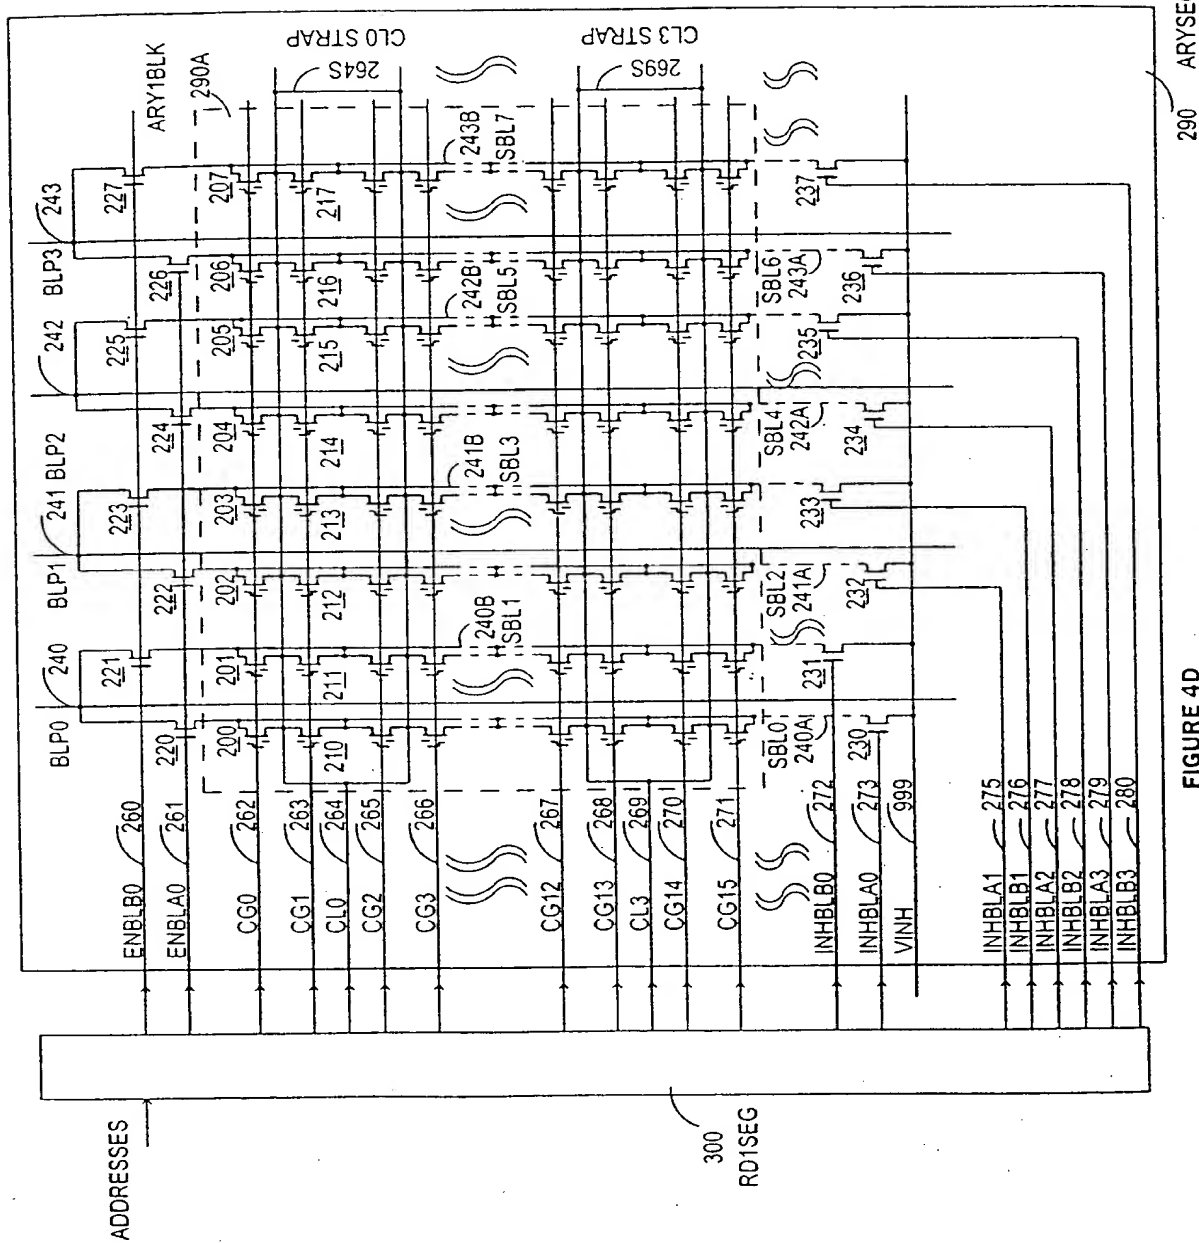 ADDRESSES
300
RD1SEG
ENBLB0 260
ENBLA0 261
CG0 262
CG1 263
CL0 264
CG2 265
CG3 266
CG12 267
CG13 268
CL3 269
CG14 270
CG15 271
INHBLB0 272
INHBLA0 273
VINH 999
INHBLA1 275
INHBLB1 276
INHBLA2 277
INHBLB2 278
INHBLA3 279
INHBLB3 280
BLP0 240
BLP1 241
BLP2 242
BLP3 243
220 221 222 223 224 225 226 227
ARY1BLK
290A
200 201 202 203 204 205 206 207
210 211 212 213 214 215 216 217
264S
CL0 STRAP
269S
CL3 STRAP
240B
SBL1
241B
SBL3
242B
SBL5
243B
SBL7
SBL0
240A
SBL2
241A
SBL4
242A
SBL6
243A
230 231 232 233 234 235 236 237
290
FIGURE 4D